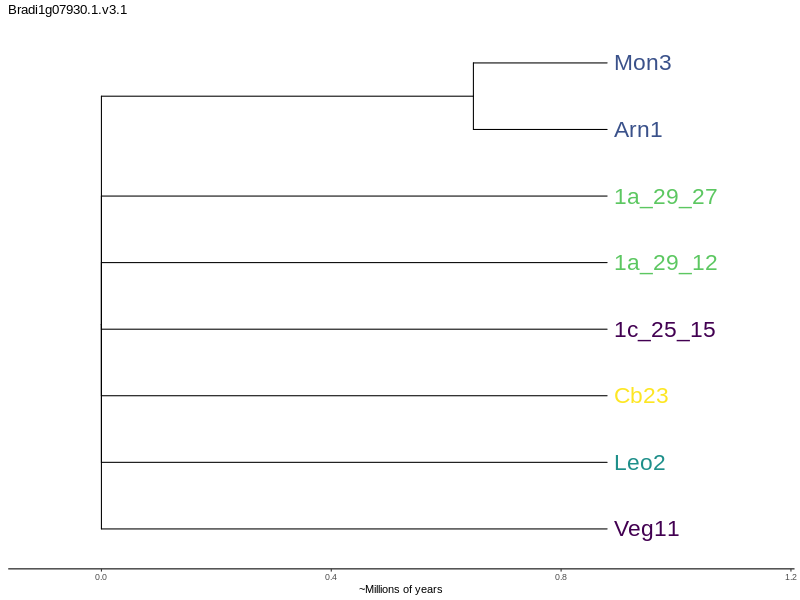 Bradi1g07930.1.v3.1
Mon3
Arn1
1a_29_27
1a_29_12
1c_25_15
Cb23
Leo2
Veg11
0.0 0.4 0.8 1.2
~Millions of years